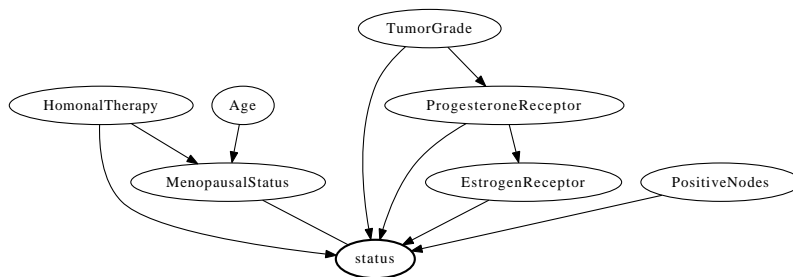 TumorGrade
HomonalTherapy
Age
ProgesteroneReceptor
MenopausalStatus
EstrogenReceptor
PositiveNodes
status